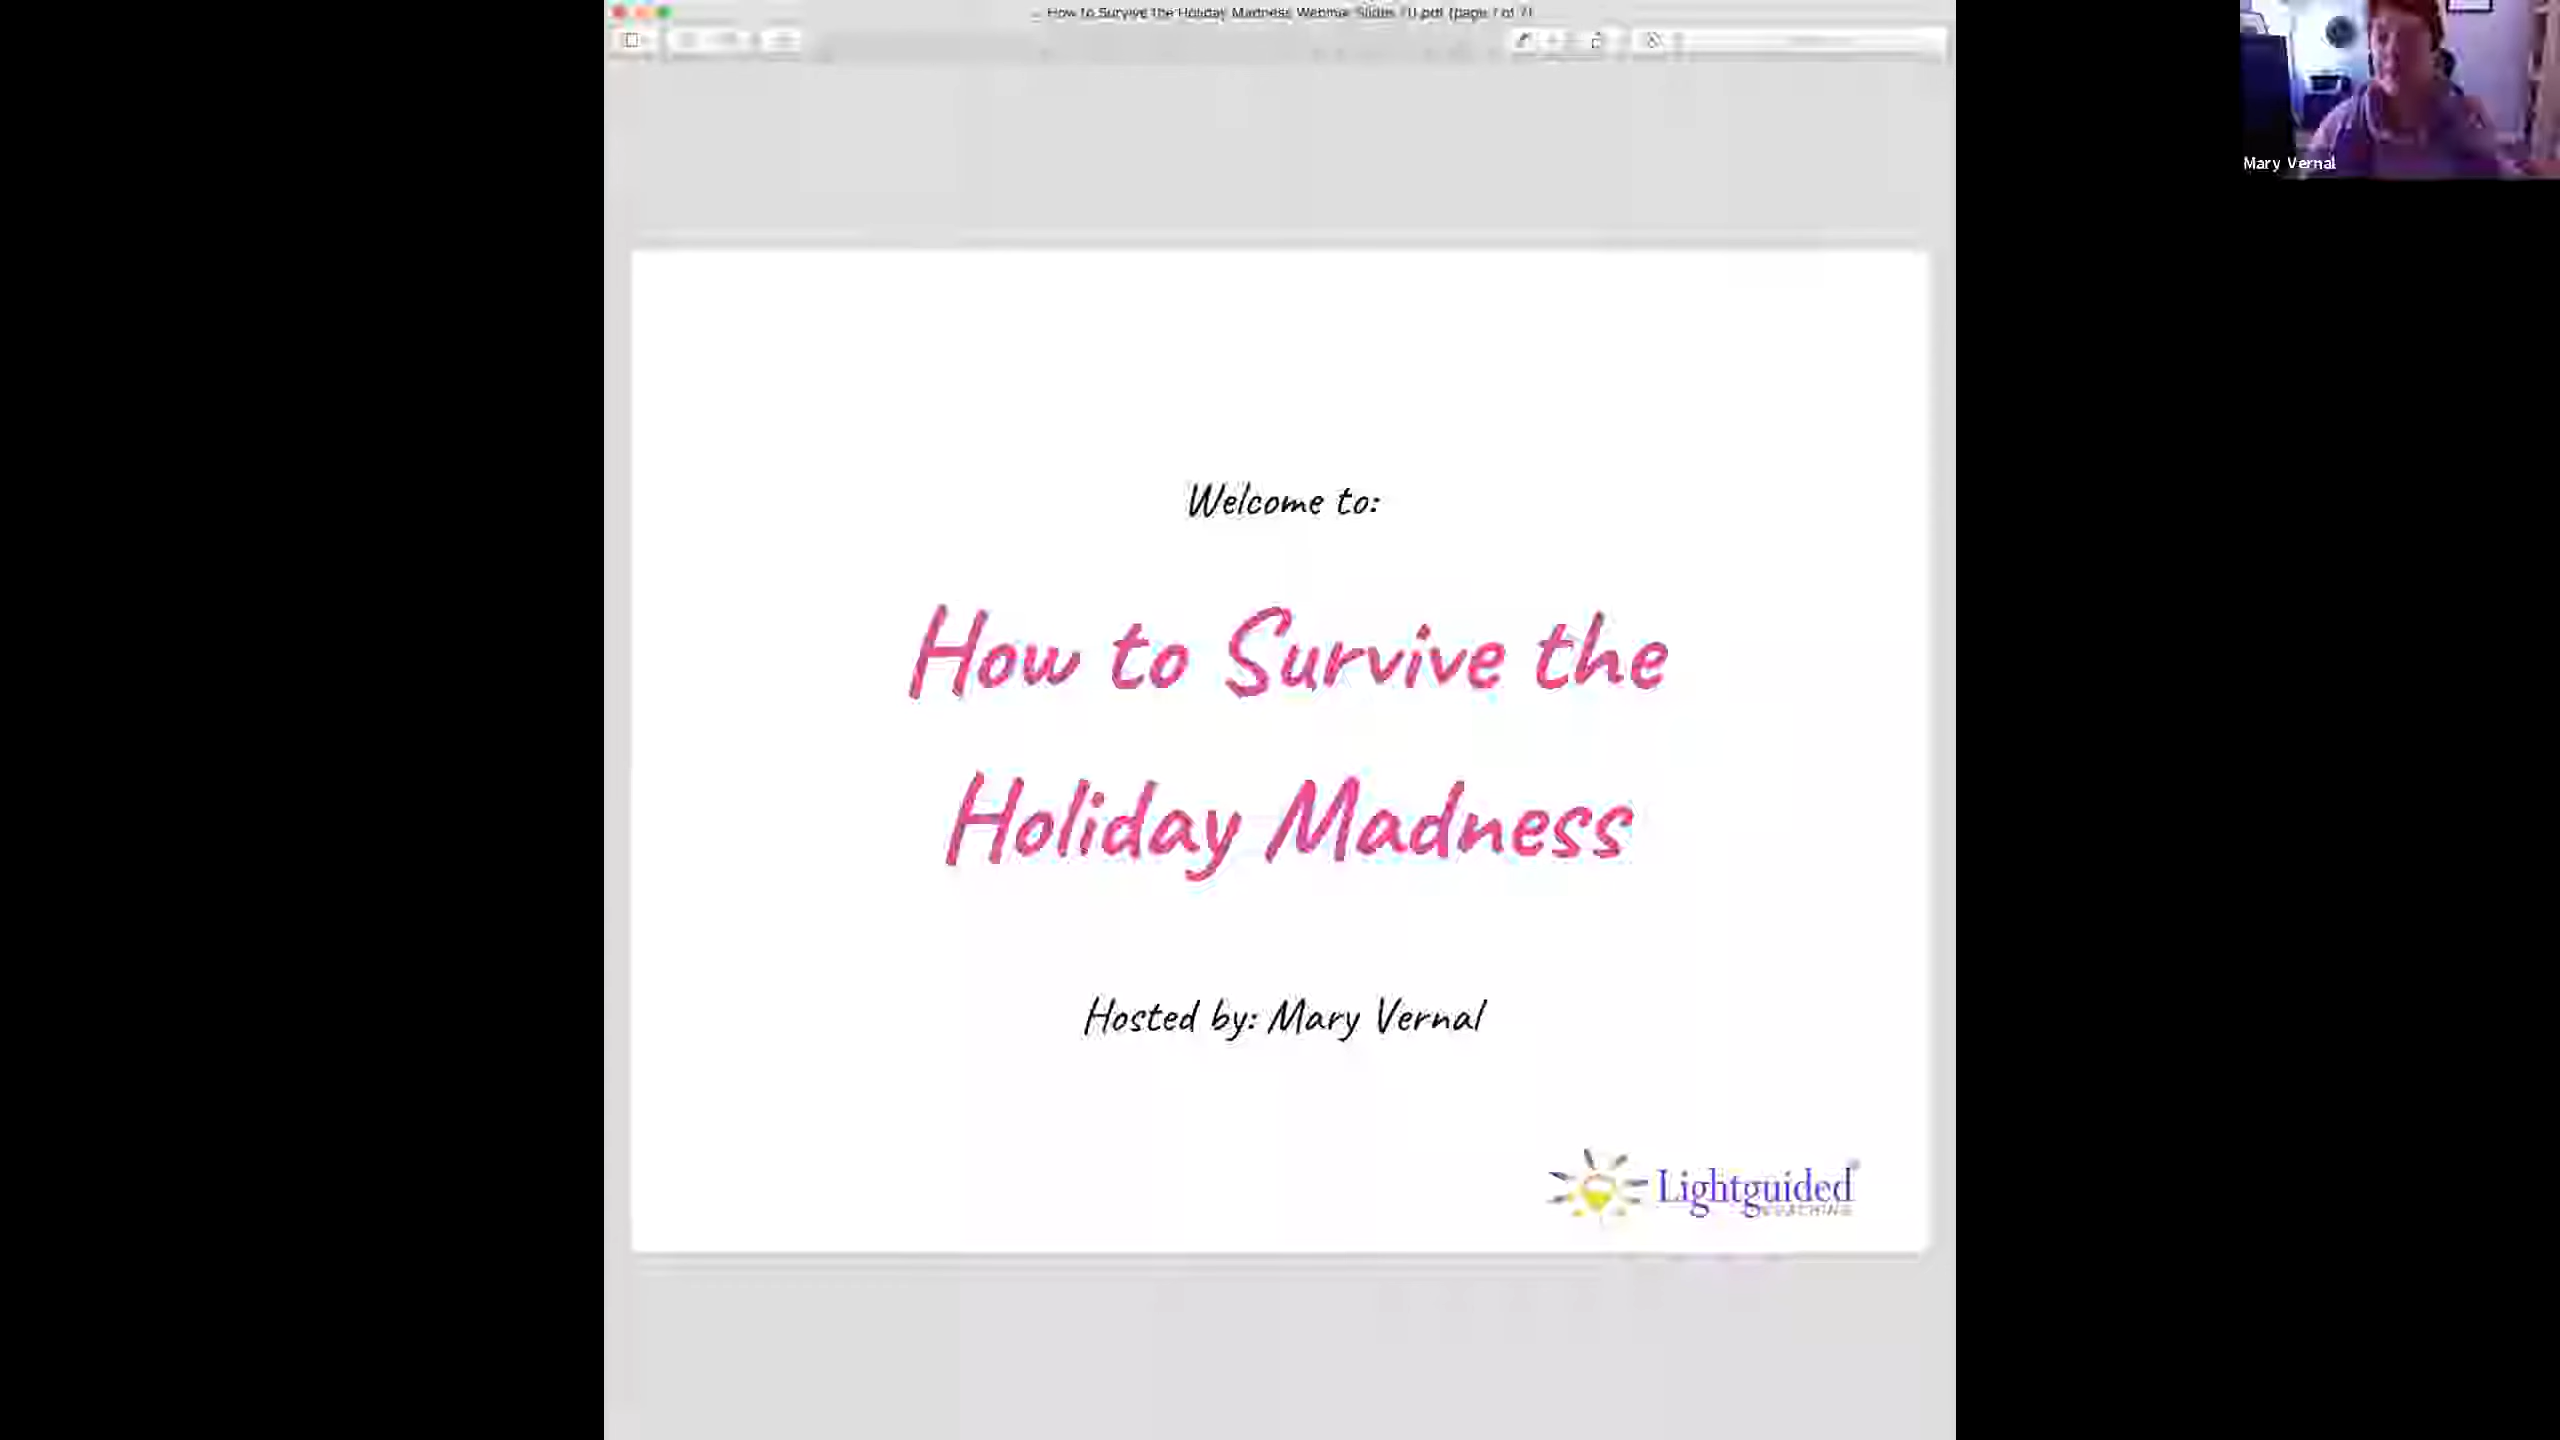 How to Survive the Holiday Madness Webinar Slides
Mary Vernal
Welcome to:
How to Survive the
Holiday Madness
Hosted by: Mary Vernal
Lightguided
COACHING